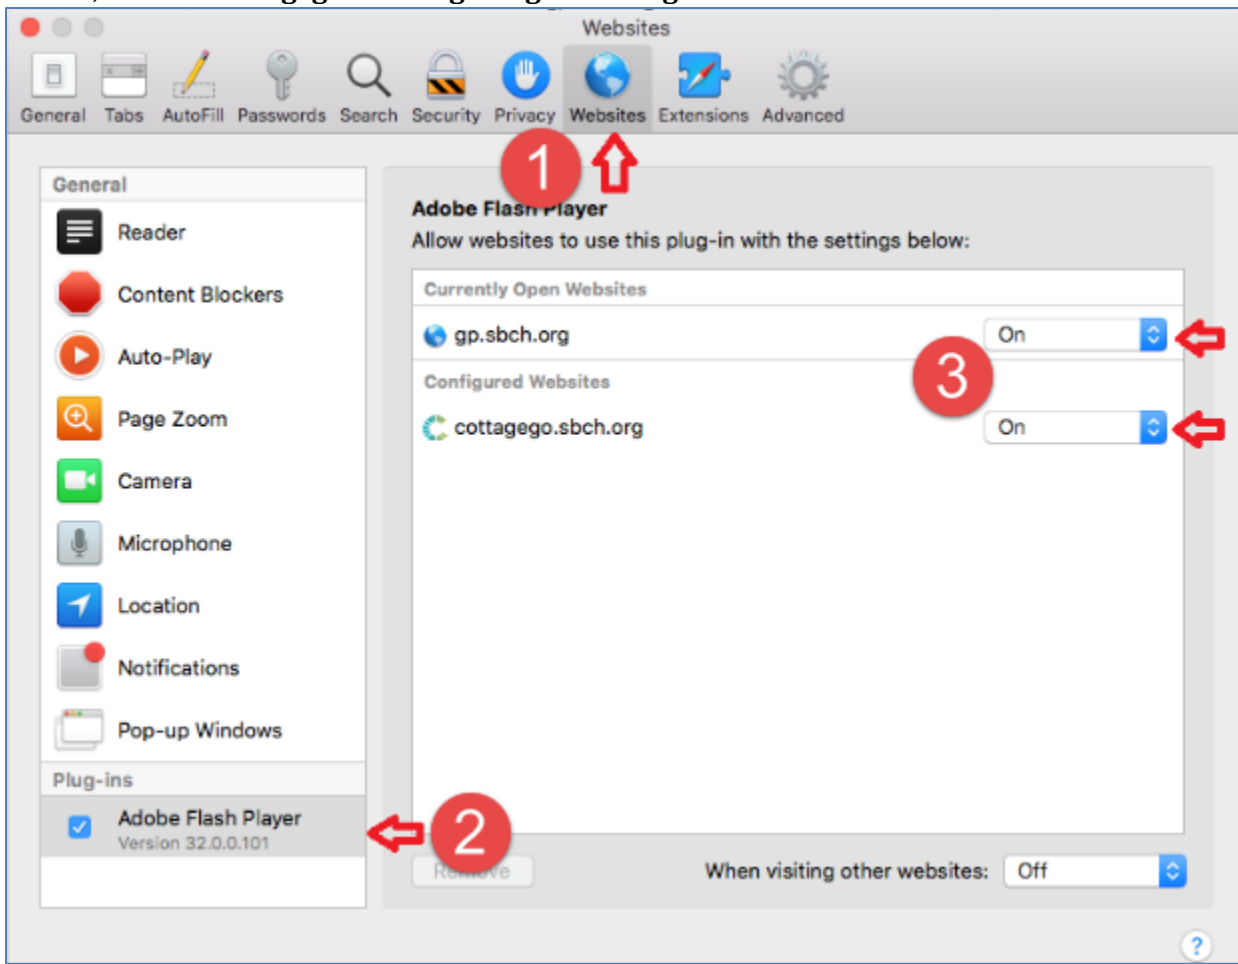 Websites
General Tabs AutoFill Passwords Search Security Privacy Websites Extensions Advanced
1
General
Reader
Content Blockers
Auto-Play
Page Zoom
Camera
Microphone
Location
Notifications
Pop-up Windows
Plug-ins
Adobe Flash Player
Version 32.0.0.101
2
Adobe Flash Player
Allow websites to use this plug-in with the settings below:
Currently Open Websites
gp.sbch.org On
3
Configured Websites
cottagego.sbch.org On
Remove
When visiting other websites: Off
?